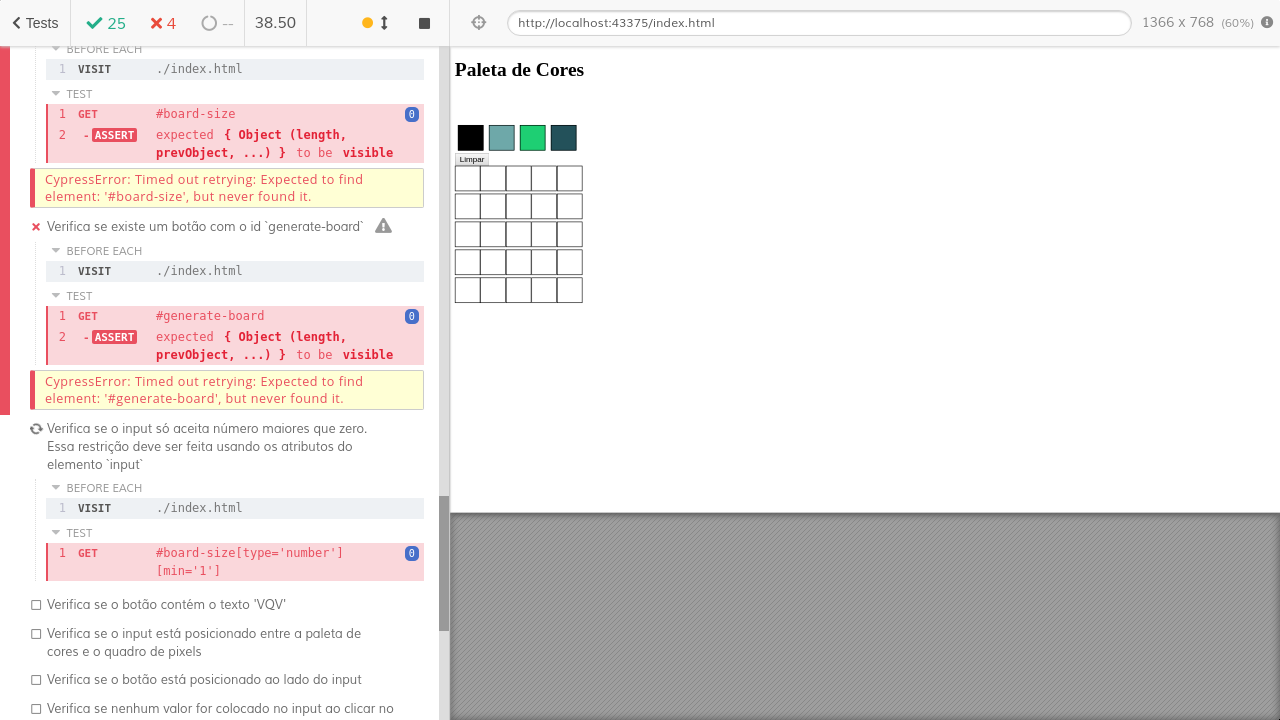 Tests
25
4
--
38.50
http://localhost:43375/index.html
1366 x 768 (60%)
BEFORE EACH
1 VISIT ./index.html
TEST
1 GET #board-size 0
2 -ASSERT expected { Object (length,
prevObject, ...) } to be visible
CypressError: Timed out retrying: Expected to find
element: '#board-size', but never found it.
Verifica se existe um botão com o id `generate-board`
BEFORE EACH
1 VISIT ./index.html
TEST
1 GET #generate-board 0
2 -ASSERT expected { Object (length,
prevObject, ...) } to be visible
CypressError: Timed out retrying: Expected to find
element: '#generate-board', but never found it.
Verifica se o input só aceita número maiores que zero.
Essa restrição deve ser feita usando os atributos do
elemento `input`
BEFORE EACH
1 VISIT ./index.html
TEST
1 GET #board-size[type='number'] 0
[min='1']
Verifica se o botão contém o texto 'VQV'
Verifica se o input está posicionado entre a paleta de
cores e o quadro de pixels
Verifica se o botão está posicionado ao lado do input
Verifica se nenhum valor for colocado no input ao clicar no
Paleta de Cores
Limpar